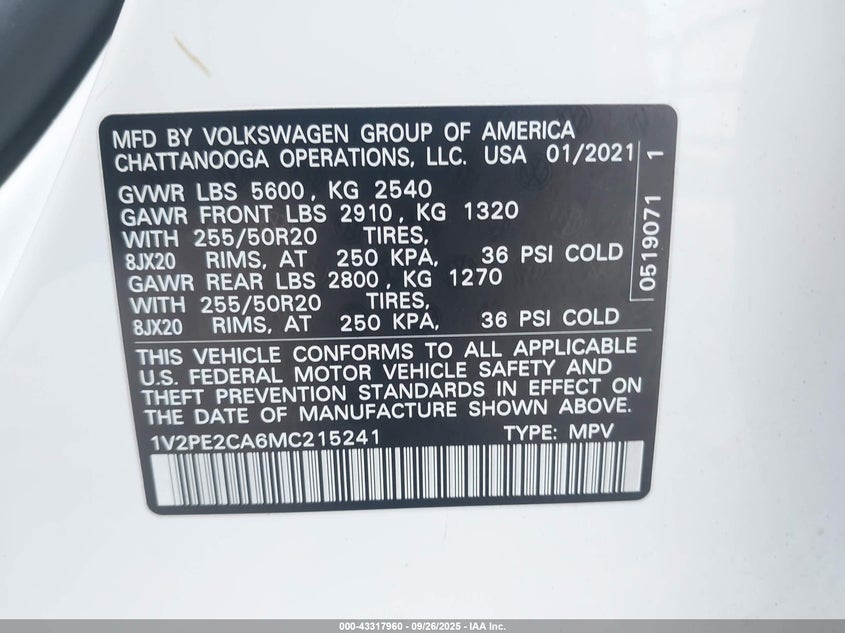 MFD BY VOLKSWAGEN GROUP OF AMERICA
CHATTANOOGA OPERATIONS, LLC. USA 01/2021
GVWR LBS 5600, KG 2540
GAWR FRONT LBS 2910, KG 1320
WITH 255/50R20 TIRES,
8JX20 RIMS, AT 250 KPA, 36 PSI COLD
GAWR REAR LBS 2800, KG 1270
WITH 255/50R20 TIRES,
8JX20 RIMS, AT 250 KPA, 36 PSI COLD
0519071 1
THIS VEHICLE CONFORMS TO ALL APPLICABLE
U.S. FEDERAL MOTOR VEHICLE SAFETY AND
THEFT PREVENTION STANDARDS IN EFFECT ON
THE DATE OF MANUFACTURE SHOWN ABOVE.
1V2PE2CA6MC215241 TYPE: MPV
000-43317960 - 09/26/2025 - IAA Inc.